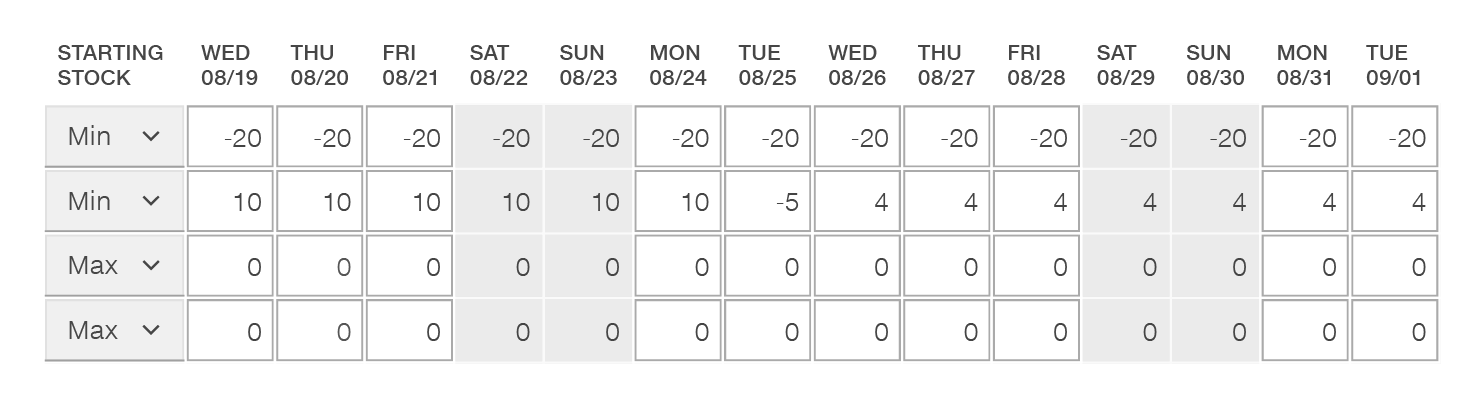 STARTING WED THU FRI SAT SUN MON TUE WED THU FRI SAT SUN MON TUE
STOCK 08/19 08/20 08/21 08/22 08/23 08/24 08/25 08/26 08/27 08/28 08/29 08/30 08/31 09/01
Min -20 -20 -20 -20 -20 -20 -20 -20 -20 -20 -20 -20 -20 -20
Min 10 10 10 10 10 10 -5 4 4 4 4 4 4 4
Max 0 0 0 0 0 0 0 0 0 0 0 0 0 0
Max 0 0 0 0 0 0 0 0 0 0 0 0 0 0